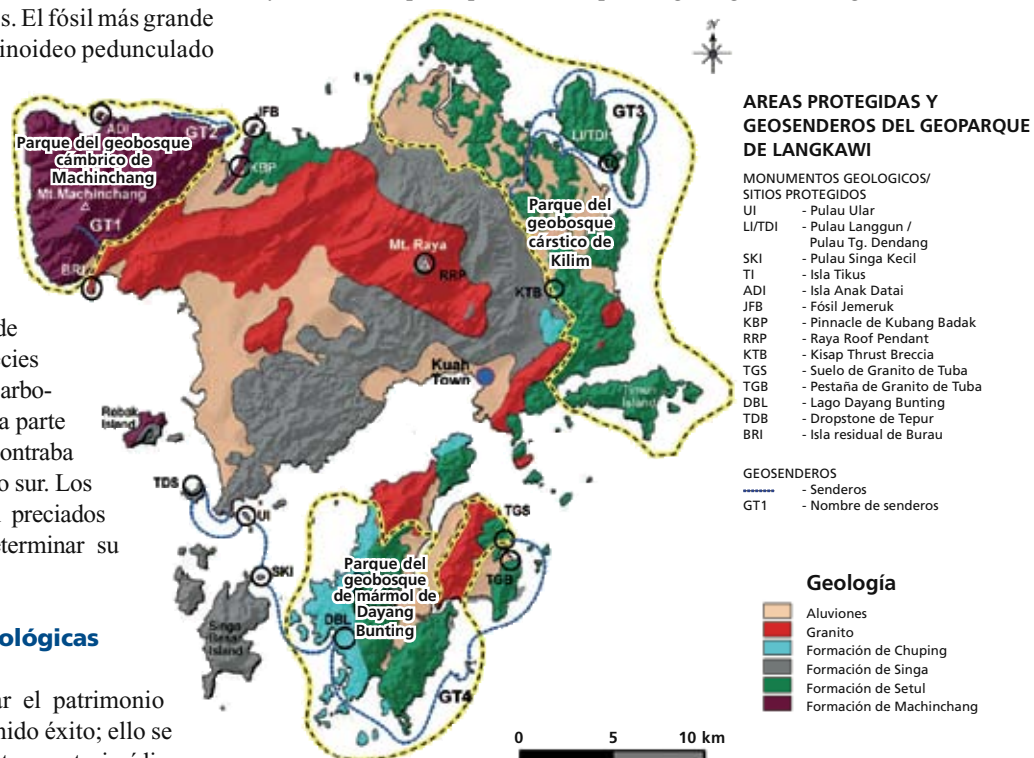 s. El fósil más grande
inoideo pedunculado
de
ecies
arbo-
a parte
contraba
o sur. Los
preciados
eterminar su
ológicas
ar el patrimonio
nido éxito; ello se
N
JFB
ADI
GT2
Parque del geobosque
cámbrico de
Machinchang
KBP
Mt.Machinchang
GT1
BRI
GT3
LI/TDI
Parque del
geobosque
cárstico de
Kilim
Mt. Raya
RRP
KTB
Kuah
Town
Timun
Island
Rebak
Island
TDS
UI
SKI
Singa
Besar
Island
TGS
TGB
Parque del
geobosque
de mármol de
Dayang
Bunting
DBL
GT4
0 5 10 km
AREAS PROTEGIDAS Y
GEOSENDEROS DEL GEOPARQUE
DE LANGKAWI
MONUMENTOS GEOLOGICOS/
SITIOS PROTEGIDOS
UI - Pulau Ular
LI/TDI - Pulau Langgun /
Pulau Tg. Dendang
SKI - Pulau Singa Kecil
TI - Isla Tikus
ADI - Isla Anak Datai
JFB - Fósil Jemeruk
KBP - Pinnacle de Kubang Badak
RRP - Raya Roof Pendant
KTB - Kisap Thrust Breccia
TGS - Suelo de Granito de Tuba
TGB - Pestaña de Granito de Tuba
DBL - Lago Dayang Bunting
TDB - Dropstone de Tepur
BRI - Isla residual de Burau
GEOSENDEROS
- Senderos
GT1 - Nombre de senderos
Geología
Aluviones
Granito
Formación de Chuping
Formación de Singa
Formación de Setul
Formación de Machinchang